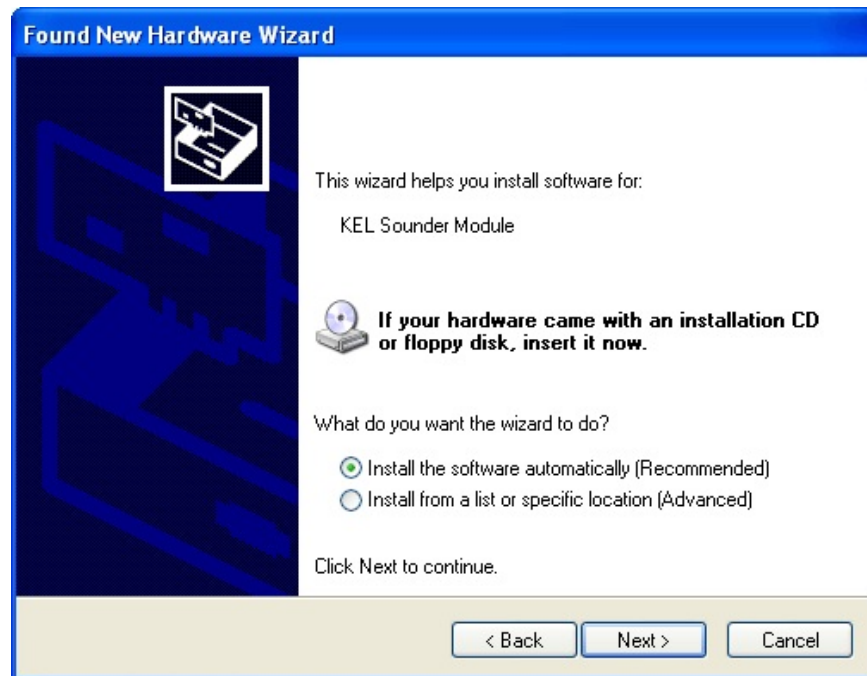 Found New Hardware Wizard
This wizard helps you install software for:
KEL Sounder Module
If your hardware came with an installation CD
or floppy disk, insert it now.
What do you want the wizard to do?
Install the software automatically (Recommended)
Install from a list or specific location (Advanced)
Click Next to continue.
< Back Next > Cancel